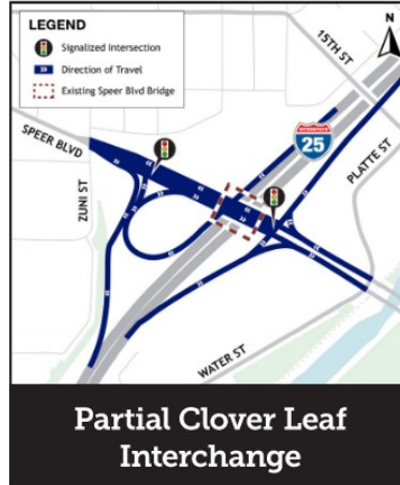 LEGEND
Signalized Intersection
Direction of Travel
Existing Speer Blvd Bridge
N
15TH ST
INTERSTATE
25
SPEER BLVD
ZUNI ST
PLATTE ST
WATER ST
Partial Clover Leaf
Interchange